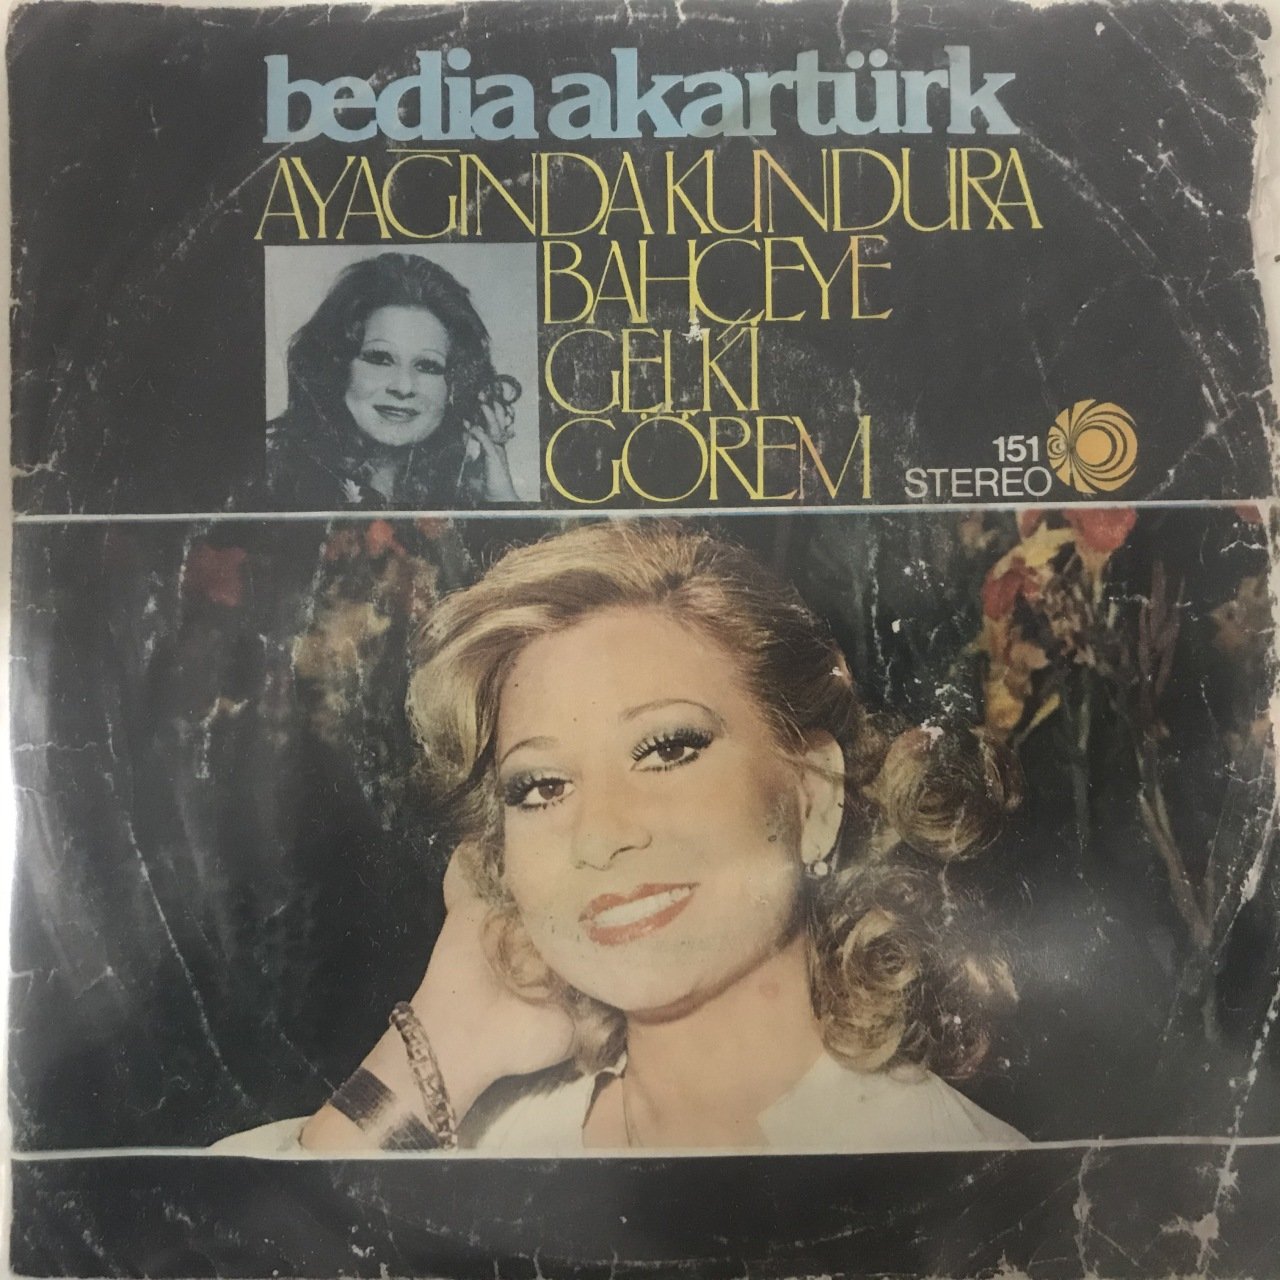 bedia akartürk
AYAĞINDA KUNDURA
BAHÇEYE
GEL Kİ
GÖREM
151
STEREO